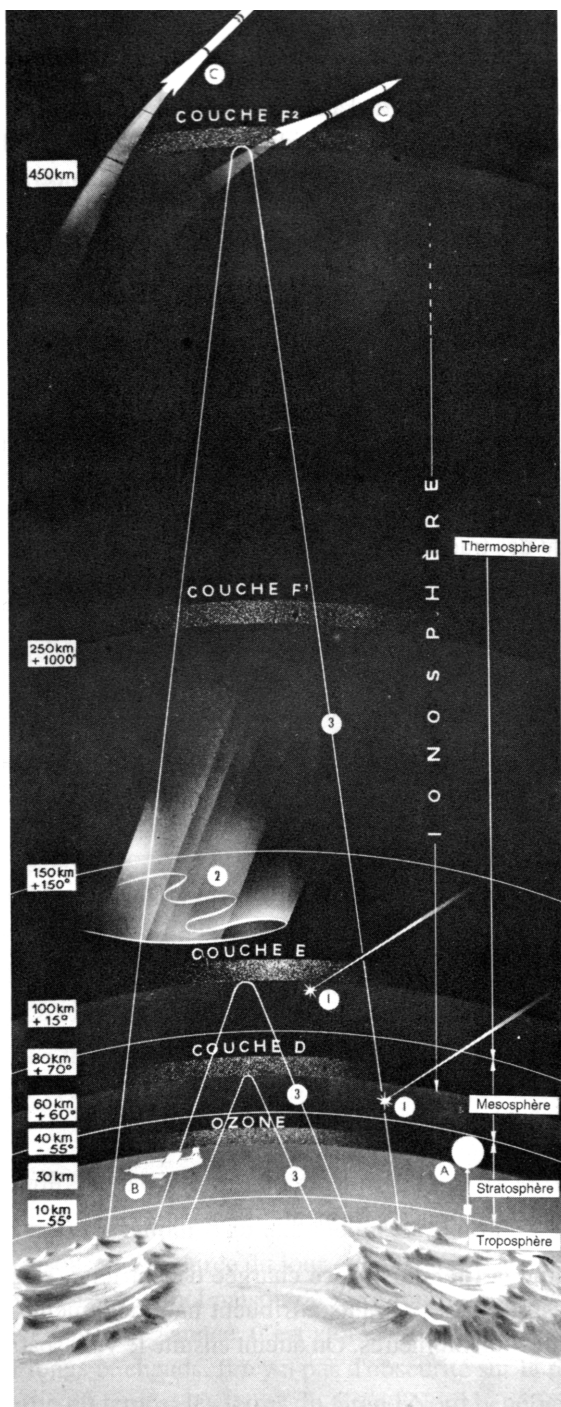 C
COUCHE F²
C
450km
IONOSPHÈRE
Thermosphère
COUCHE F¹
250km
+1000°
3
150km
+150°
2
COUCHE E
1
100km
+15°
80km
+70°
COUCHE D
60km
+60°
3
1
Mesosphère
OZONE
40km
-55°
A
B
30km
3
Stratosphère
10km
-55°
Troposphère